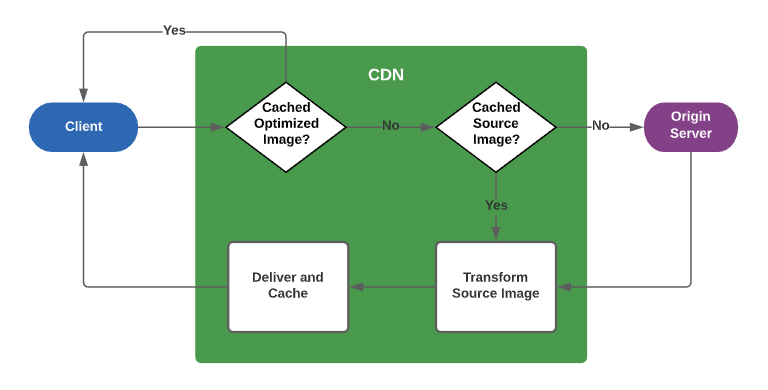 Yes
CDN
Client
Cached
Optimized
Image?
No
Cached
Source
Image?
No
Origin
Server
Yes
Deliver and
Cache
Transform
Source Image